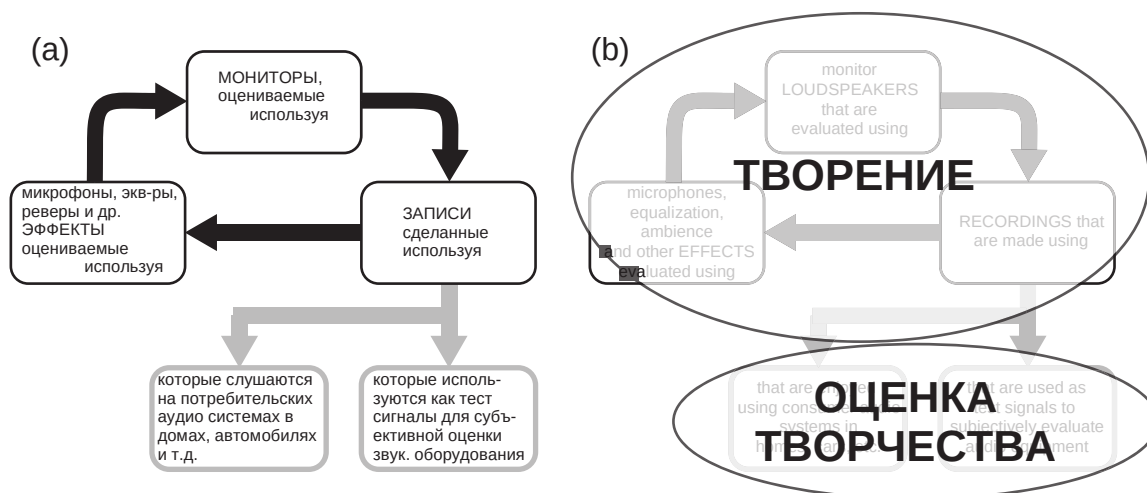 (a)
МОНИТОРЫ,
оцениваемые
используя
микрофоны, экв-ры,
реверы и др.
ЭФФЕКТЫ
оцениваемые
используя
ЗАПИСИ
сделанные
используя
которые слушаются
на потребительских
аудио системах в
домах, автомобилях
и т.д.
которые исполь-
зуются как тест
сигналы для субъ-
ективной оценки
звук. оборудования
(b)
monitor
LOUDSPEAKERS
that are
evaluated using
ТВОРЕНИЕ
microphones,
equalization,
ambience
and other EFFECTS
evaluated using
RECORDINGS that
are made using
that are
using
systems in
ОЦЕНКА
ТВОРЧЕСТВА
that are used as
test signals to
subjectively evaluate